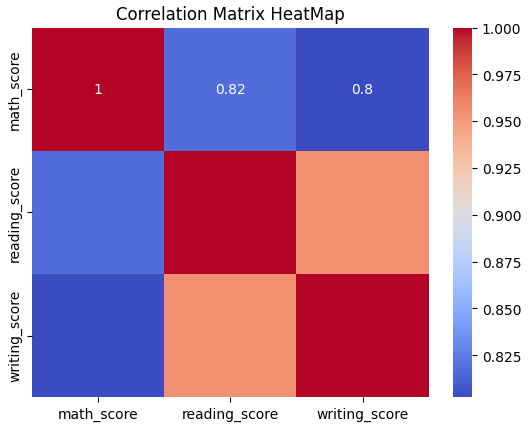 Correlation Matrix HeatMap
math_score
1 0.82 0.8
reading_score
writing_score
math_score reading_score writing_score
1.000
0.975
0.950
0.925
0.900
0.875
0.850
0.825